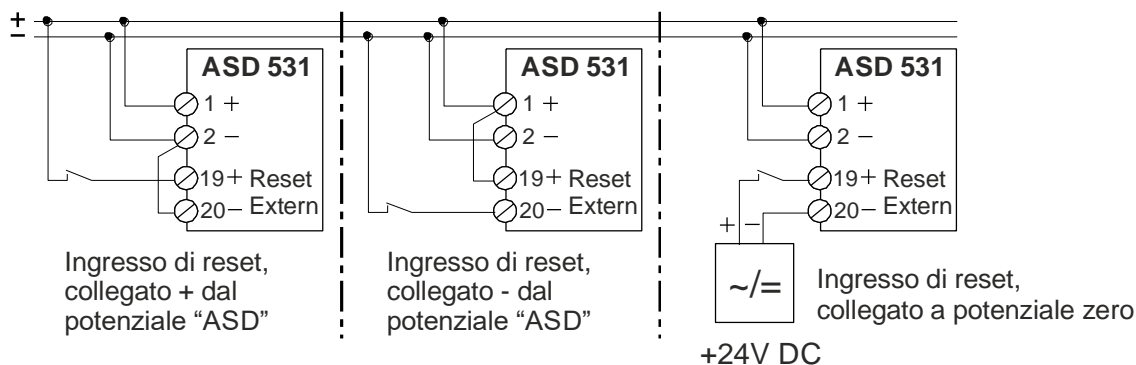 +
−
ASD 531
1 +
2 −
19+ Reset
20− Extern
Ingresso di reset,
collegato + dal
potenziale “ASD”
ASD 531
1 +
2 −
19+ Reset
20− Extern
Ingresso di reset,
collegato - dal
potenziale “ASD”
ASD 531
1 +
2 −
19+ Reset
20− Extern
+ −
~/=
+24V DC
Ingresso di reset,
collegato a potenziale zero